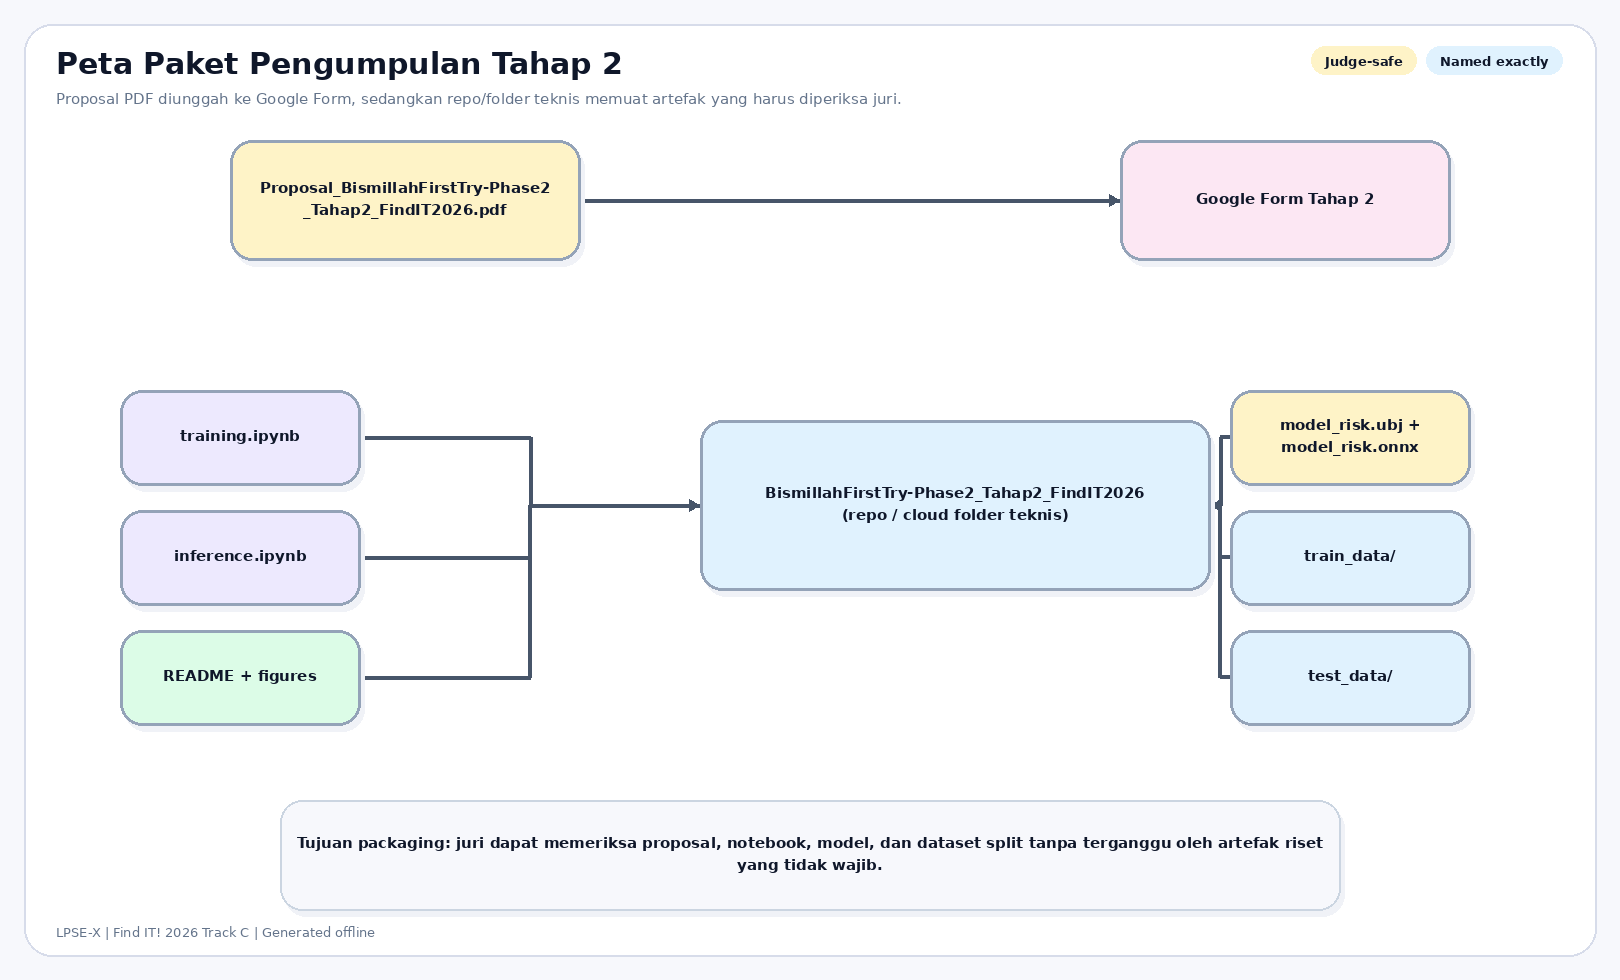 Peta Paket Pengumpulan Tahap 2
Judge-safe
Named exactly
Proposal PDF diunggah ke Google Form, sedangkan repo/folder teknis memuat artefak yang harus diperiksa juri.
Proposal_BismillahFirstTry-Phase2
_Tahap2_FindIT2026.pdf
Google Form Tahap 2
training.ipynb
inference.ipynb
README + figures
BismillahFirstTry-Phase2_Tahap2_FindIT2026
(repo / cloud folder teknis)
model_risk.ubj +
model_risk.onnx
train_data/
test_data/
Tujuan packaging: juri dapat memeriksa proposal, notebook, model, dan dataset split tanpa terganggu oleh artefak riset
yang tidak wajib.
LPSE-X | Find IT! 2026 Track C | Generated offline